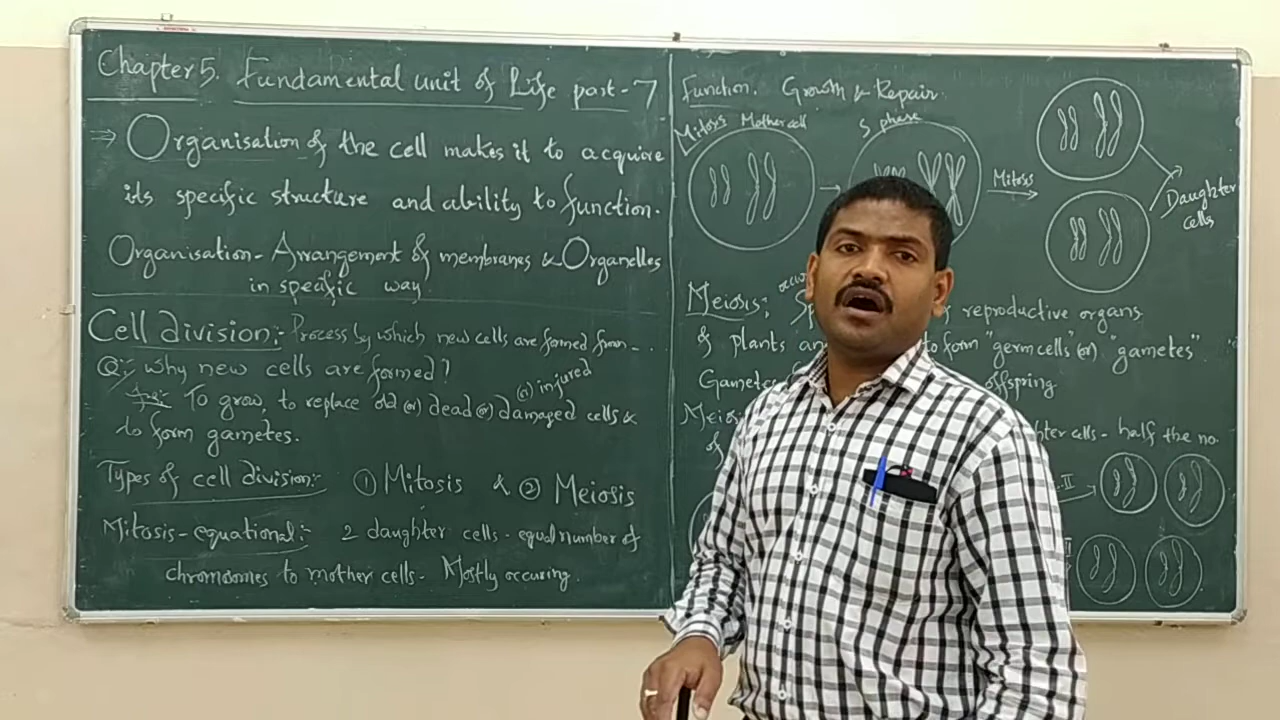 Chapter 5. Fundamental unit of Life part-7
⇒ Organisation of the cell makes it to acquire
its specific structure and ability to function.
Organisation - Arrangement of membranes & Organelles
in specific way
Cell division:- Process by which new cells are formed from
Q:- Why new cells are formed?
(or) injured
To grow, to replace old (or) dead (or) damaged cells &
to form gametes.
Types of cell division:- ① Mitosis & ② Meiosis
Mitosis-equational:- 2 daughter cells - equal number of
chromosomes to mother cells - Mostly occuring.
Function. Growth & Repair.
Mitosis Mother cell
S phase
Mitosis
Daughter
cells
Meiosis: reproductive organs
& plants to form "germ cells" (or) "gametes".
offspring
cells - half the no.
of
II
II